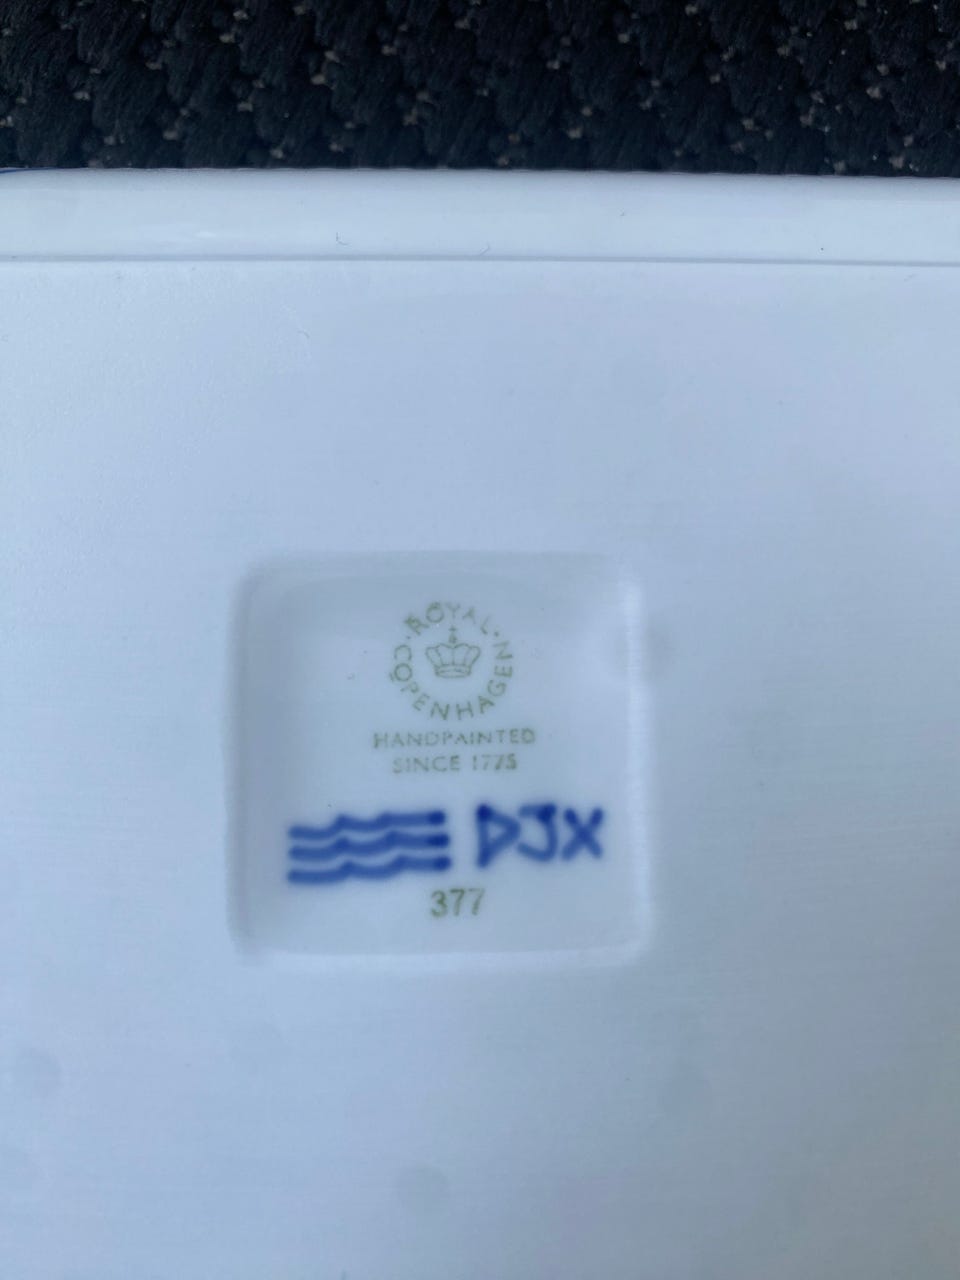 ROYAL
COPENHAGEN
HANDPAINTED
SINCE 1775
DJX
377